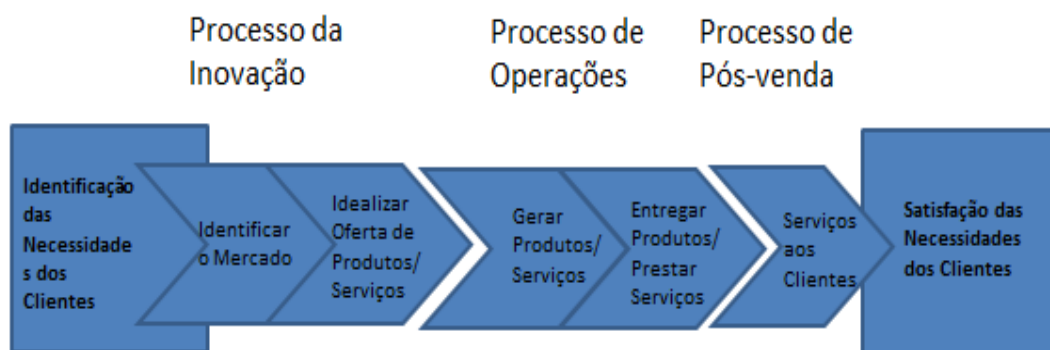 Processo da
Inovação
Processo de
Operações
Processo de
Pós-venda
Identificação
das
Necessidade
s dos
Clientes
Identificar
o Mercado
Idealizar
Oferta de
Produtos/
Serviços
Gerar
Produtos/
Serviços
Entregar
Produtos/
Prestar
Serviços
Serviços
aos
Clientes
Satisfação das
Necessidades
dos Clientes